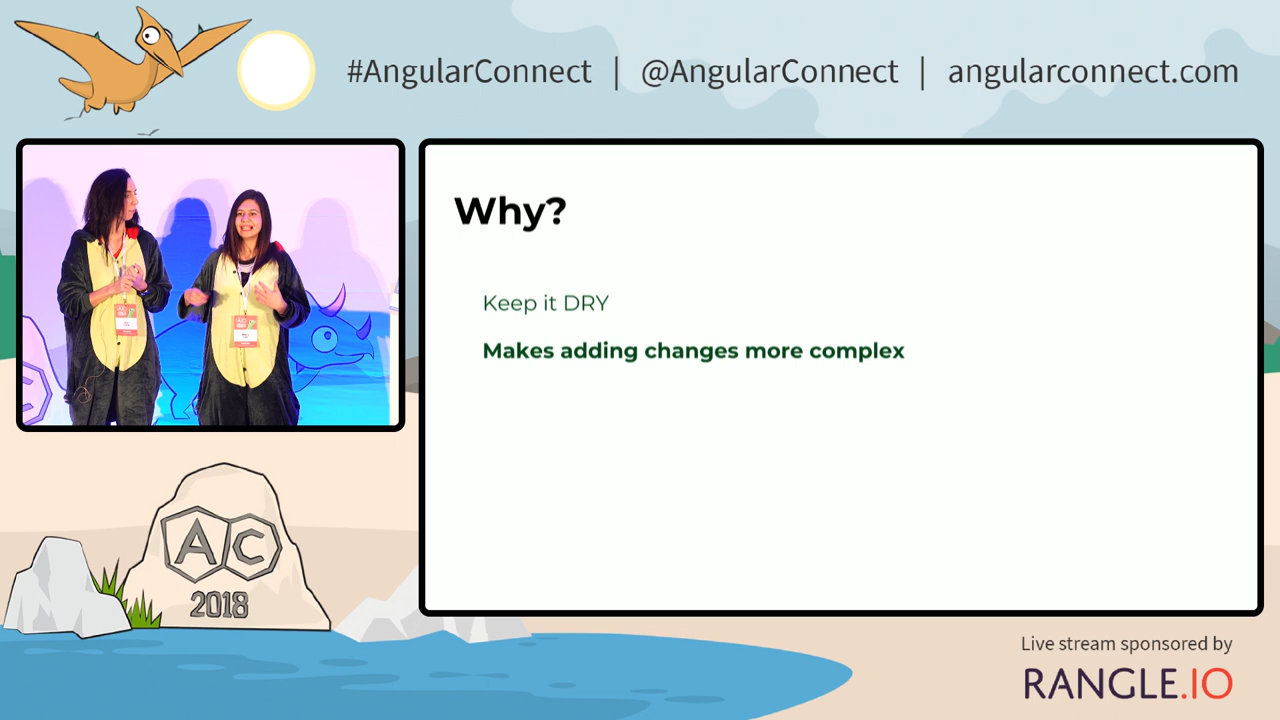 #AngularConnect | @AngularConnect | angularconnect.com
Why?
Keep it DRY
Makes adding changes more complex
AC
2018
Live stream sponsored by
RANGLE.IO